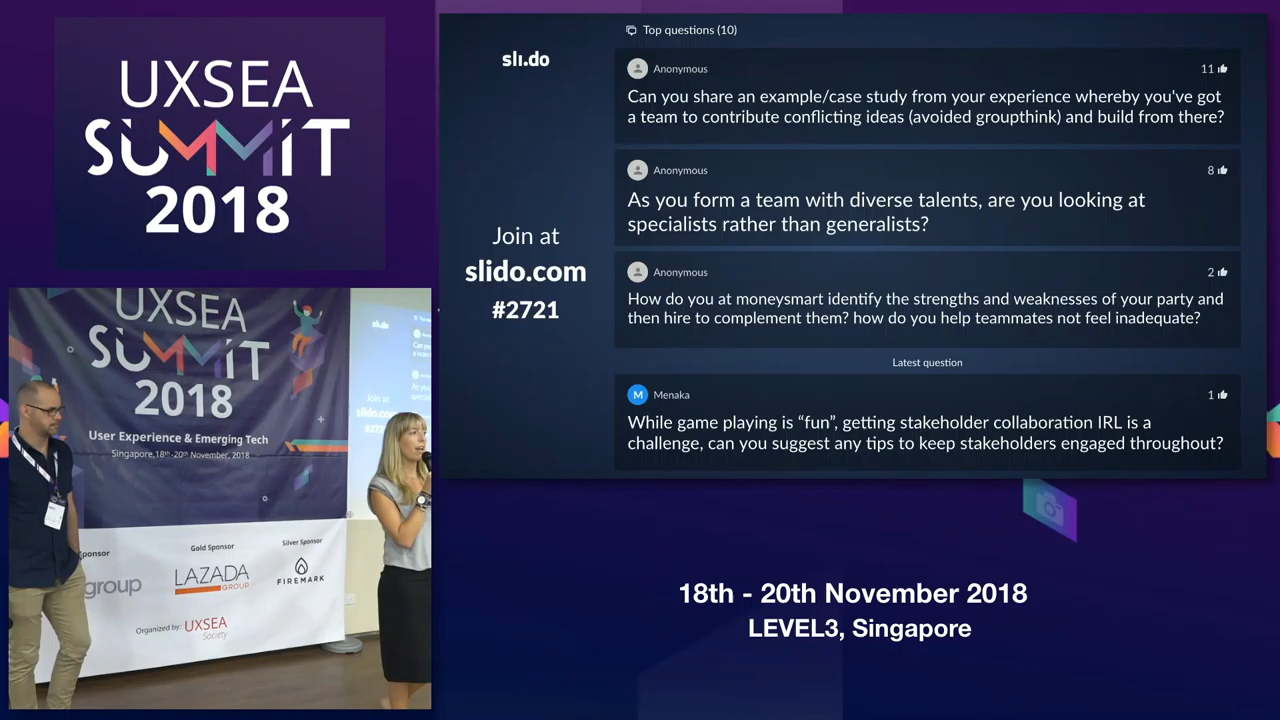 UXSEA
SUMMIT
2018
sli.do
Join at
slido.com
#2721
Top questions (10)
Anonymous
11
Can you share an example/case study from your experience whereby you've got
a team to contribute conflicting ideas (avoided groupthink) and build from there?
Anonymous
8
As you form a team with diverse talents, are you looking at
specialists rather than generalists?
Anonymous
2
How do you at moneysmart identify the strengths and weaknesses of your party and
then hire to complement them? how do you help teammates not feel inadequate?
Latest question
M
Menaka
1
While game playing is “fun”, getting stakeholder collaboration IRL is a
challenge, can you suggest any tips to keep stakeholders engaged throughout?
UXSEA
SUMMIT
2018
User Experience & Emerging Tech
Singapore,18th -20th November, 2018
ponsor
group
Gold Sponsor
LAZADA
GROUP
Silver Sponsor
FIREMARK
Organized by: UXSEA
Society
sli.do
Join at
18th - 20th November 2018
LEVEL3, Singapore